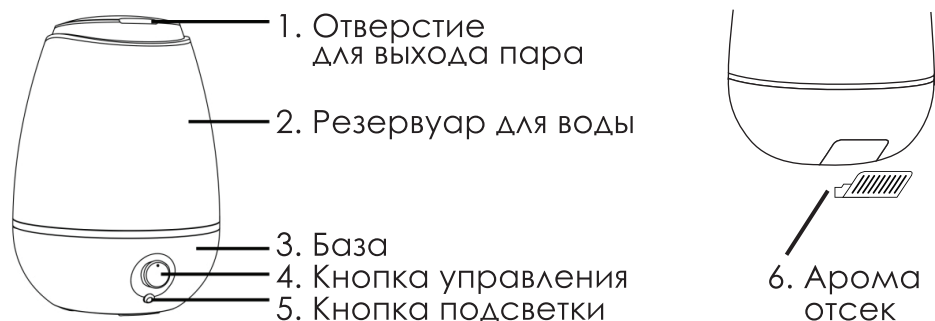 1. Отверстие
для выхода пара
2. Резервуар для воды
3. База
4. Кнопка управления
5. Кнопка подсветки
6. Арома
отсек